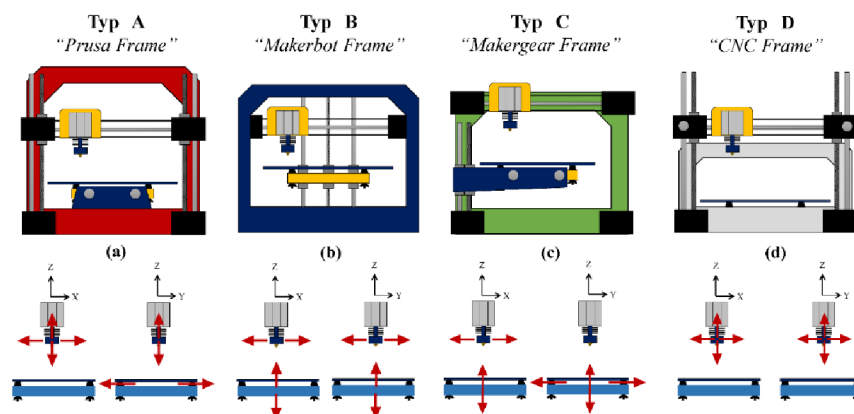 Typ A
"Prusa Frame"
Typ B
"Makerbot Frame"
Typ C
"Makergear Frame"
Typ D
"CNC Frame"
(a)
(b)
(c)
(d)
Z
X
Z
Y
Z
X
Z
Y
Z
X
Z
Y
Z
X
Z
Y